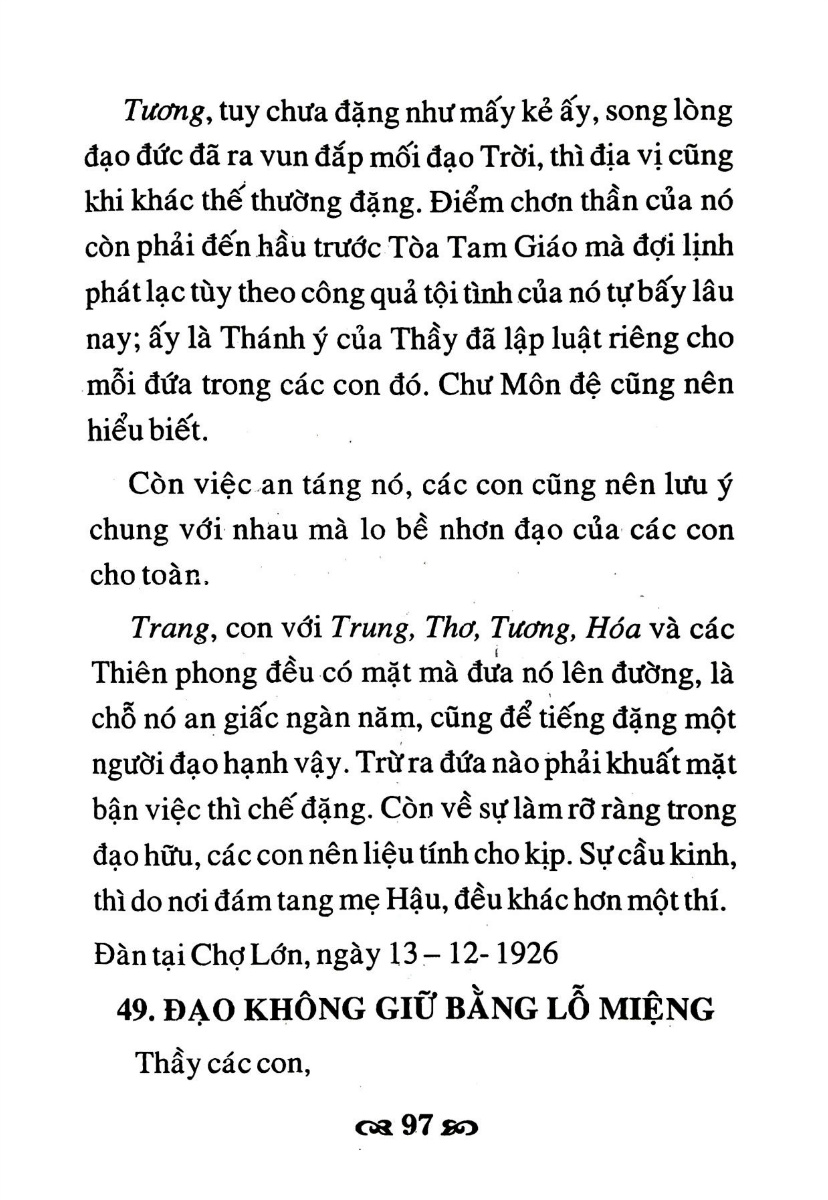 Tương, tuy chưa đặng như mấy kẻ ấy, song lòng
đạo đức đã ra vun đắp mối đạo Trời, thì địa vị cũng
khi khác thế thường đặng. Điểm chơn thần của nó
còn phải đến hầu trước Tòa Tam Giáo mà đợi lịnh
phát lạc tùy theo công quả tội tình của nó tự bấy lâu
nay; ấy là Thánh ý của Thầy đã lập luật riêng cho
mỗi đứa trong các con đó. Chư Môn đệ cũng nên
hiểu biết.
Còn việc an táng nó, các con cũng nên lưu ý
chung với nhau mà lo bề nhơn đạo của các con
cho toàn.
Trang, con với Trung, Thơ, Tương, Hóa và các
Thiên phong đều có mặt mà đưa nó lên đường, là
chỗ nó an giấc ngàn năm, cũng để tiếng đặng một
người đạo hạnh vậy. Trừ ra đứa nào phải khuất mặt
bận việc thì chế đặng. Còn về sự làm rỡ ràng trong
đạo hữu, các con nên liệu tính cho kịp. Sự cầu kinh,
thì do nơi đám tang mẹ Hậu, đều khác hơn một thí.
Đàn tại Chợ Lớn, ngày 13 – 12- 1926
49. ĐẠO KHÔNG GIỮ BẰNG LỖ MIỆNG
Thầy các con,
97